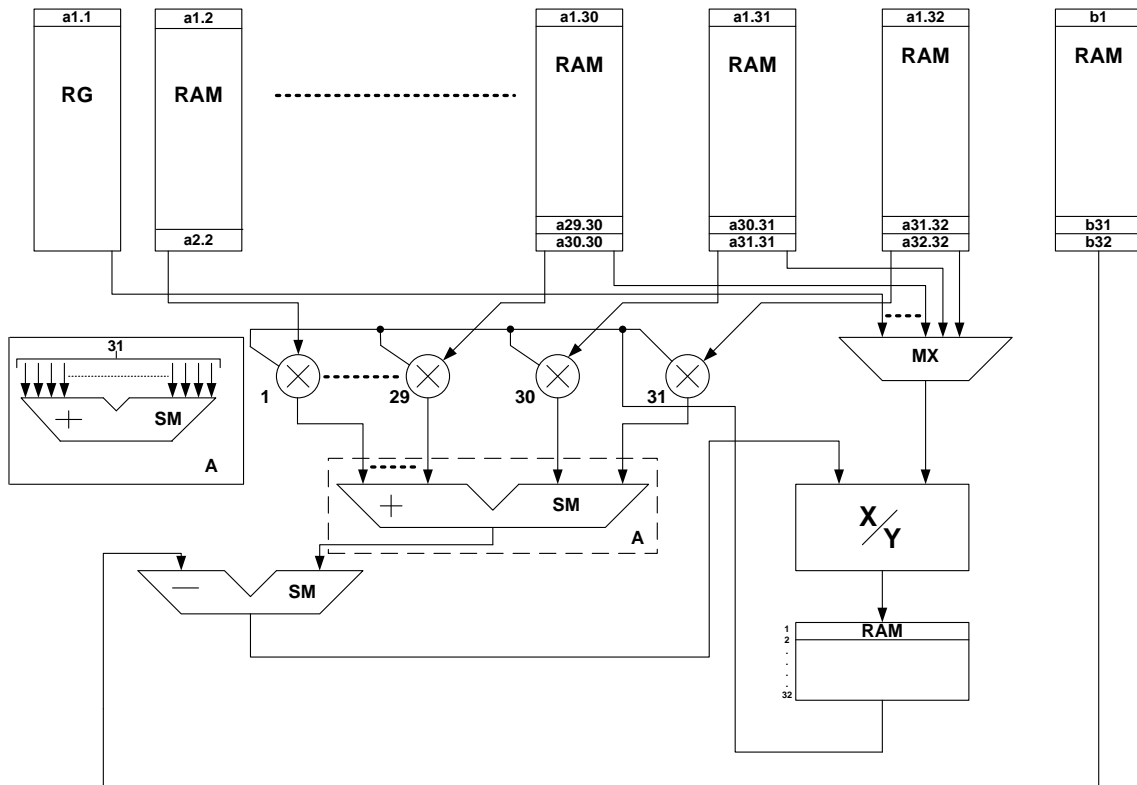 a1.1 a1.2 a1.30 a1.31 a1.32 b1
RG RAM RAM RAM RAM RAM
a29.30 a30.31 a31.32 b31
a2.2 a30.30 a31.31 a32.32 b32
31
MX
1 29 30 31
+ SM
A
+ SM
A
X/Y
— SM
1 RAM
2
.
.
.
.
32